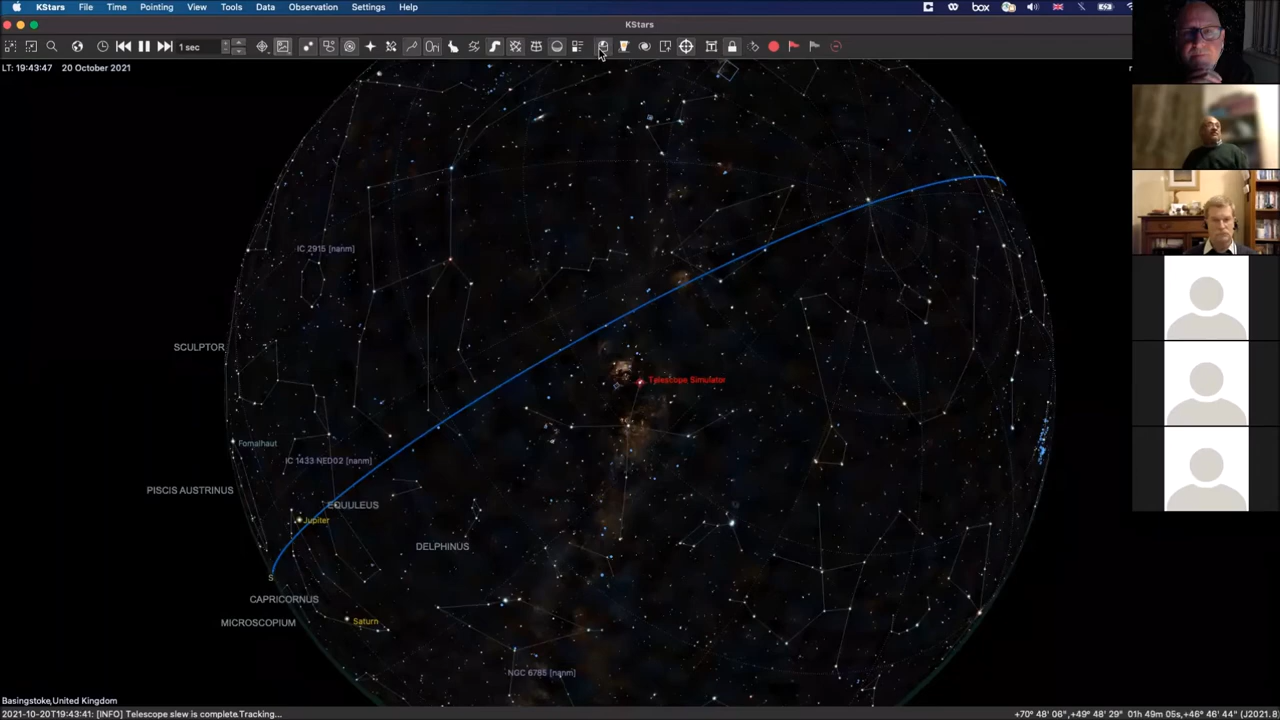 KStars File Time Pointing View Tools Data Observation Settings Help
box
KStars
1 sec
LT: 19:43:47 20 October 2021
IC 2915 [nanm]
SCULPTOR
Telescope Simulator
Fomalhaut
IC 1433 NED02 [nanm]
PISCIS AUSTRINUS
EQUULEUS
Jupiter
DELPHINUS
S
CAPRICORNUS
MICROSCOPIUM
Saturn
NGC 6785 [nanm]
Basingstoke,United Kingdom
2021-10-20T19:43:41: [INFO] Telescope slew is complete.Tracking...
+70° 48' 06", +49° 48' 29" 01h 49m 05s, +46° 46' 44" (J2021.8